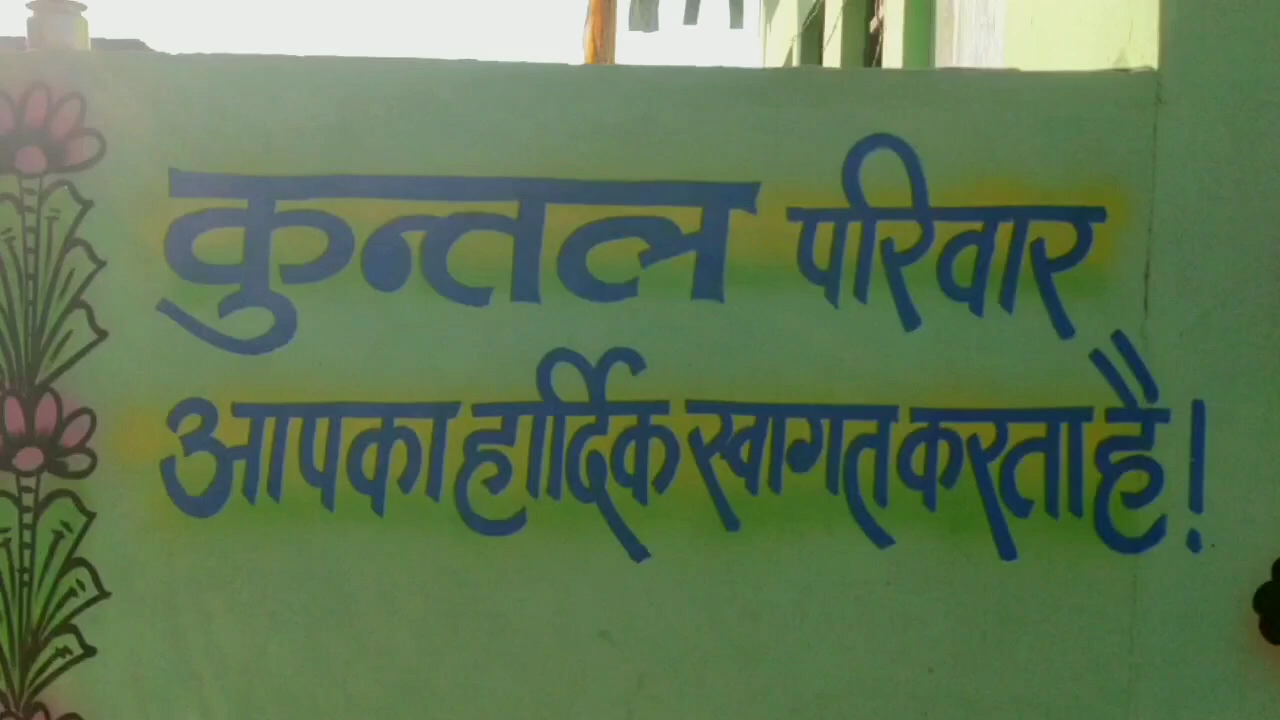 कुन्तल परिवार
आपका हार्दिक स्वागत करता है!